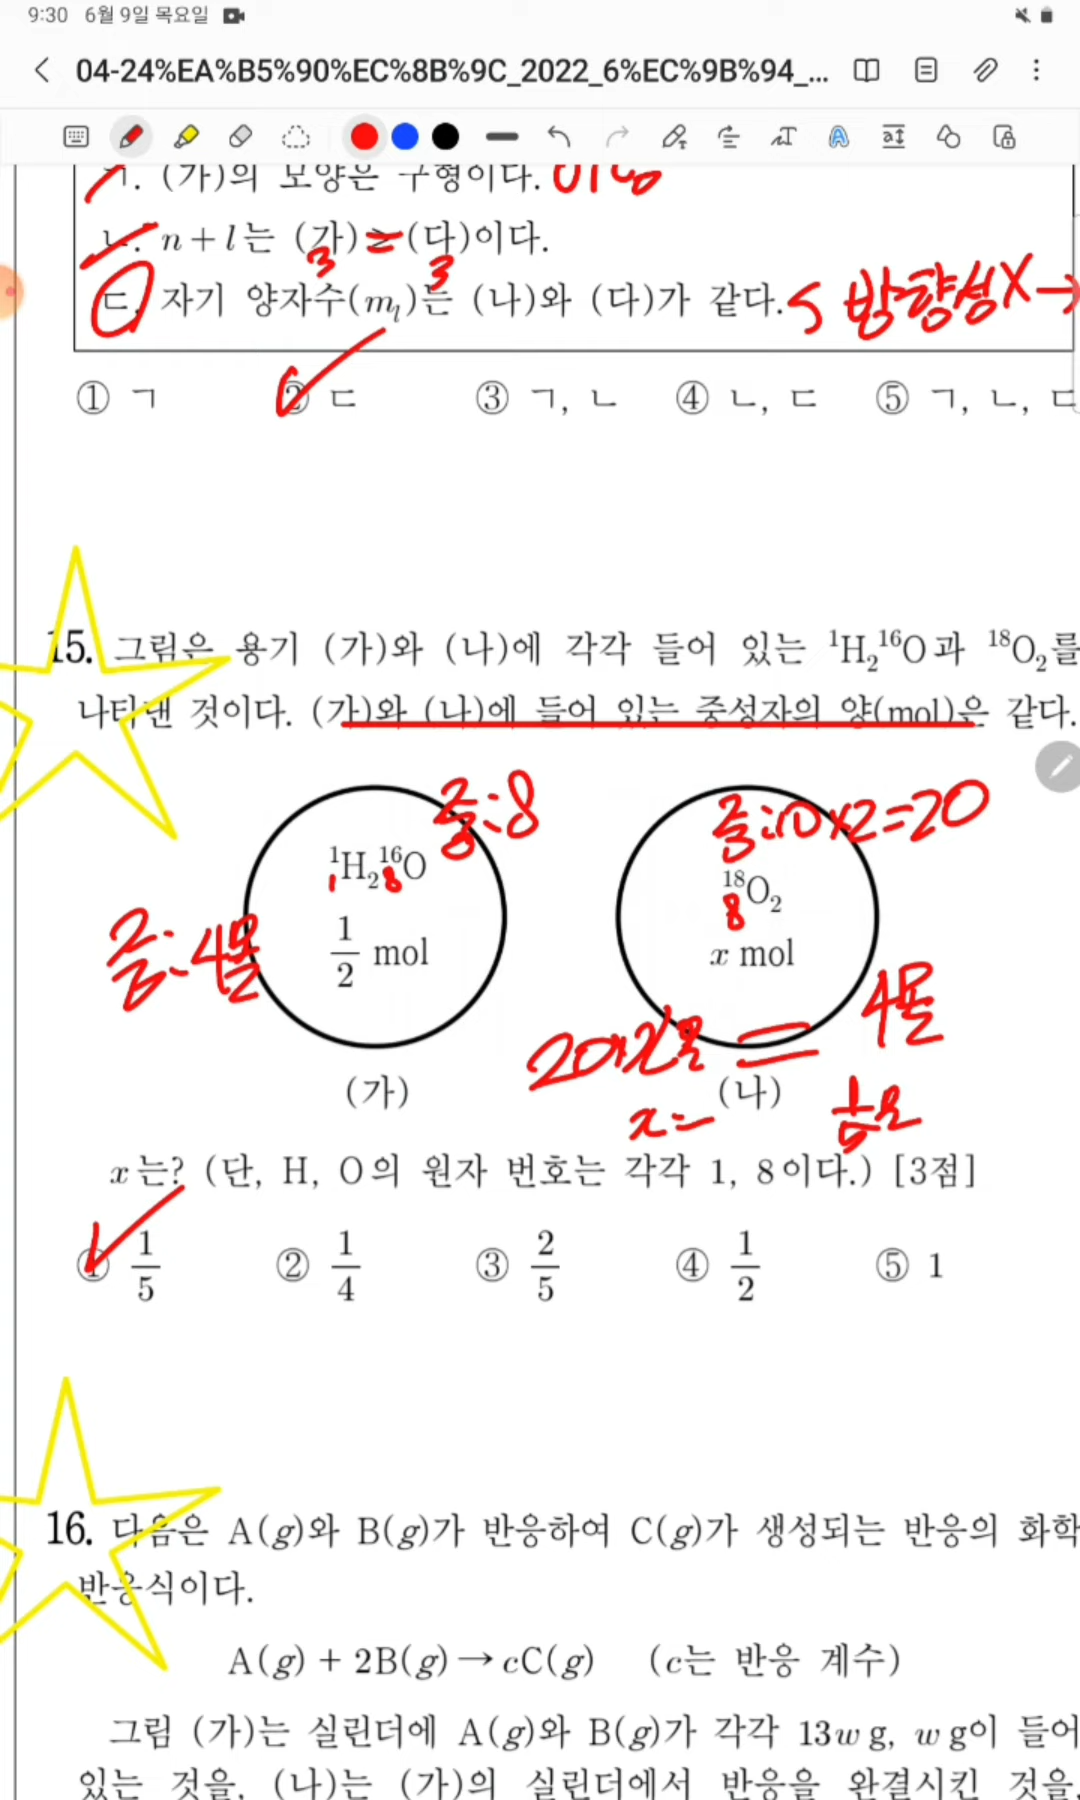 9:30 6월 9일 목요일
04-24%EA%B5%90%EC%8B%9C_2022_6%EC%9B%94_...
ㄱ. (가)의 모양은 구형이다. 아령
ㄴ. n+l는 (가)=(다)이다.
3 3
ㄷ. 자기 양자수(mₗ)는 (나)와 (다)가 같다. s 방향성X→
① ㄱ ② ㄷ ③ ㄱ, ㄴ ④ ㄴ, ㄷ ⑤ ㄱ, ㄴ, ㄷ
15. 그림은 용기 (가)와 (나)에 각각 들어 있는 ¹H₂¹⁶O과 ¹⁸O₂를
나타낸 것이다. (가)와 (나)에 들어 있는 중성자의 양(mol)은 같다.
중:8
¹H₂¹⁶O
1 8
1/2 mol
중:4몰
(가)
중:10×2=20
¹⁸O₂
8
x mol
20×x몰 = 4몰
(나)
x= 1/5몰
x는? (단, H, O의 원자 번호는 각각 1, 8이다.) [3점]
① 1/5 ② 1/4 ③ 2/5 ④ 1/2 ⑤ 1
16. 다음은 A(g)와 B(g)가 반응하여 C(g)가 생성되는 반응의 화학
반응식이다.
A(g) + 2B(g) → cC(g) (c는 반응 계수)
그림 (가)는 실린더에 A(g)와 B(g)가 각각 13w g, w g이 들어
있는 것을, (나)는 (가)의 실린더에서 반응을 완결시킨 것을,